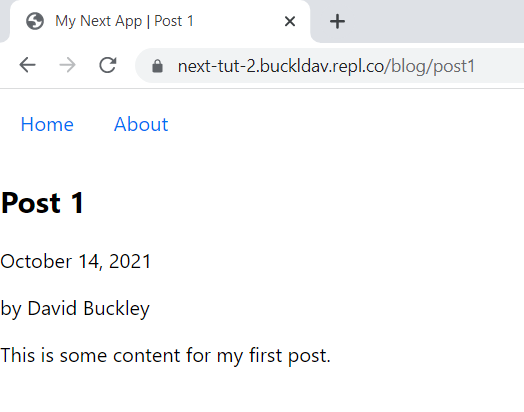 My Next App | Post 1
next-tut-2.buckldav.repl.co/blog/post1
Home About
Post 1
October 14, 2021
by David Buckley
This is some content for my first post.